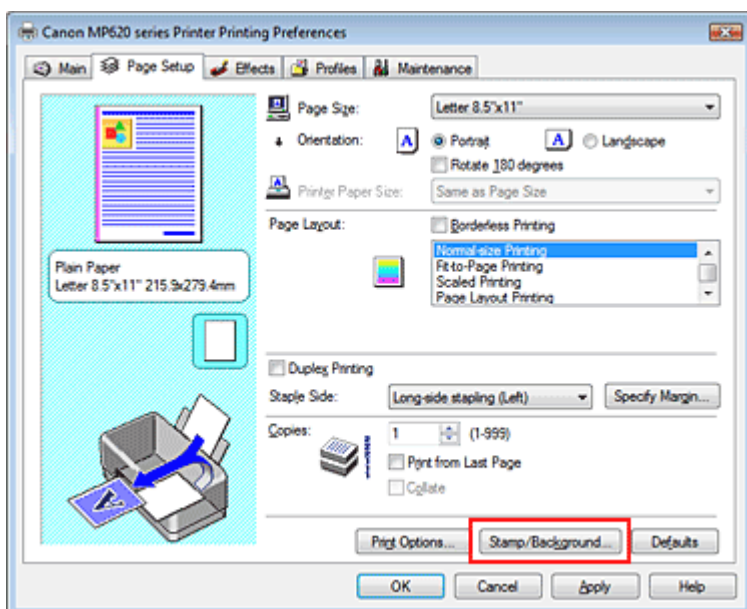 Canon MP620 series Printer Printing Preferences
Main Page Setup Effects Profiles Maintenance
Page Size: Letter 8.5"x11"
Orientation: A Portrait A Landscape
Rotate 180 degrees
Printer Paper Size: Same as Page Size
Page Layout: Borderless Printing
Normal-size Printing
Fit-to-Page Printing
Scaled Printing
Page Layout Printing
Plain Paper
Letter 8.5"x11" 215.9x279.4mm
Duplex Printing
Staple Side: Long-side stapling (Left) Specify Margin...
Copies: 1 (1-999)
Print from Last Page
Collate
Print Options... Stamp/Background... Defaults
OK Cancel Apply Help